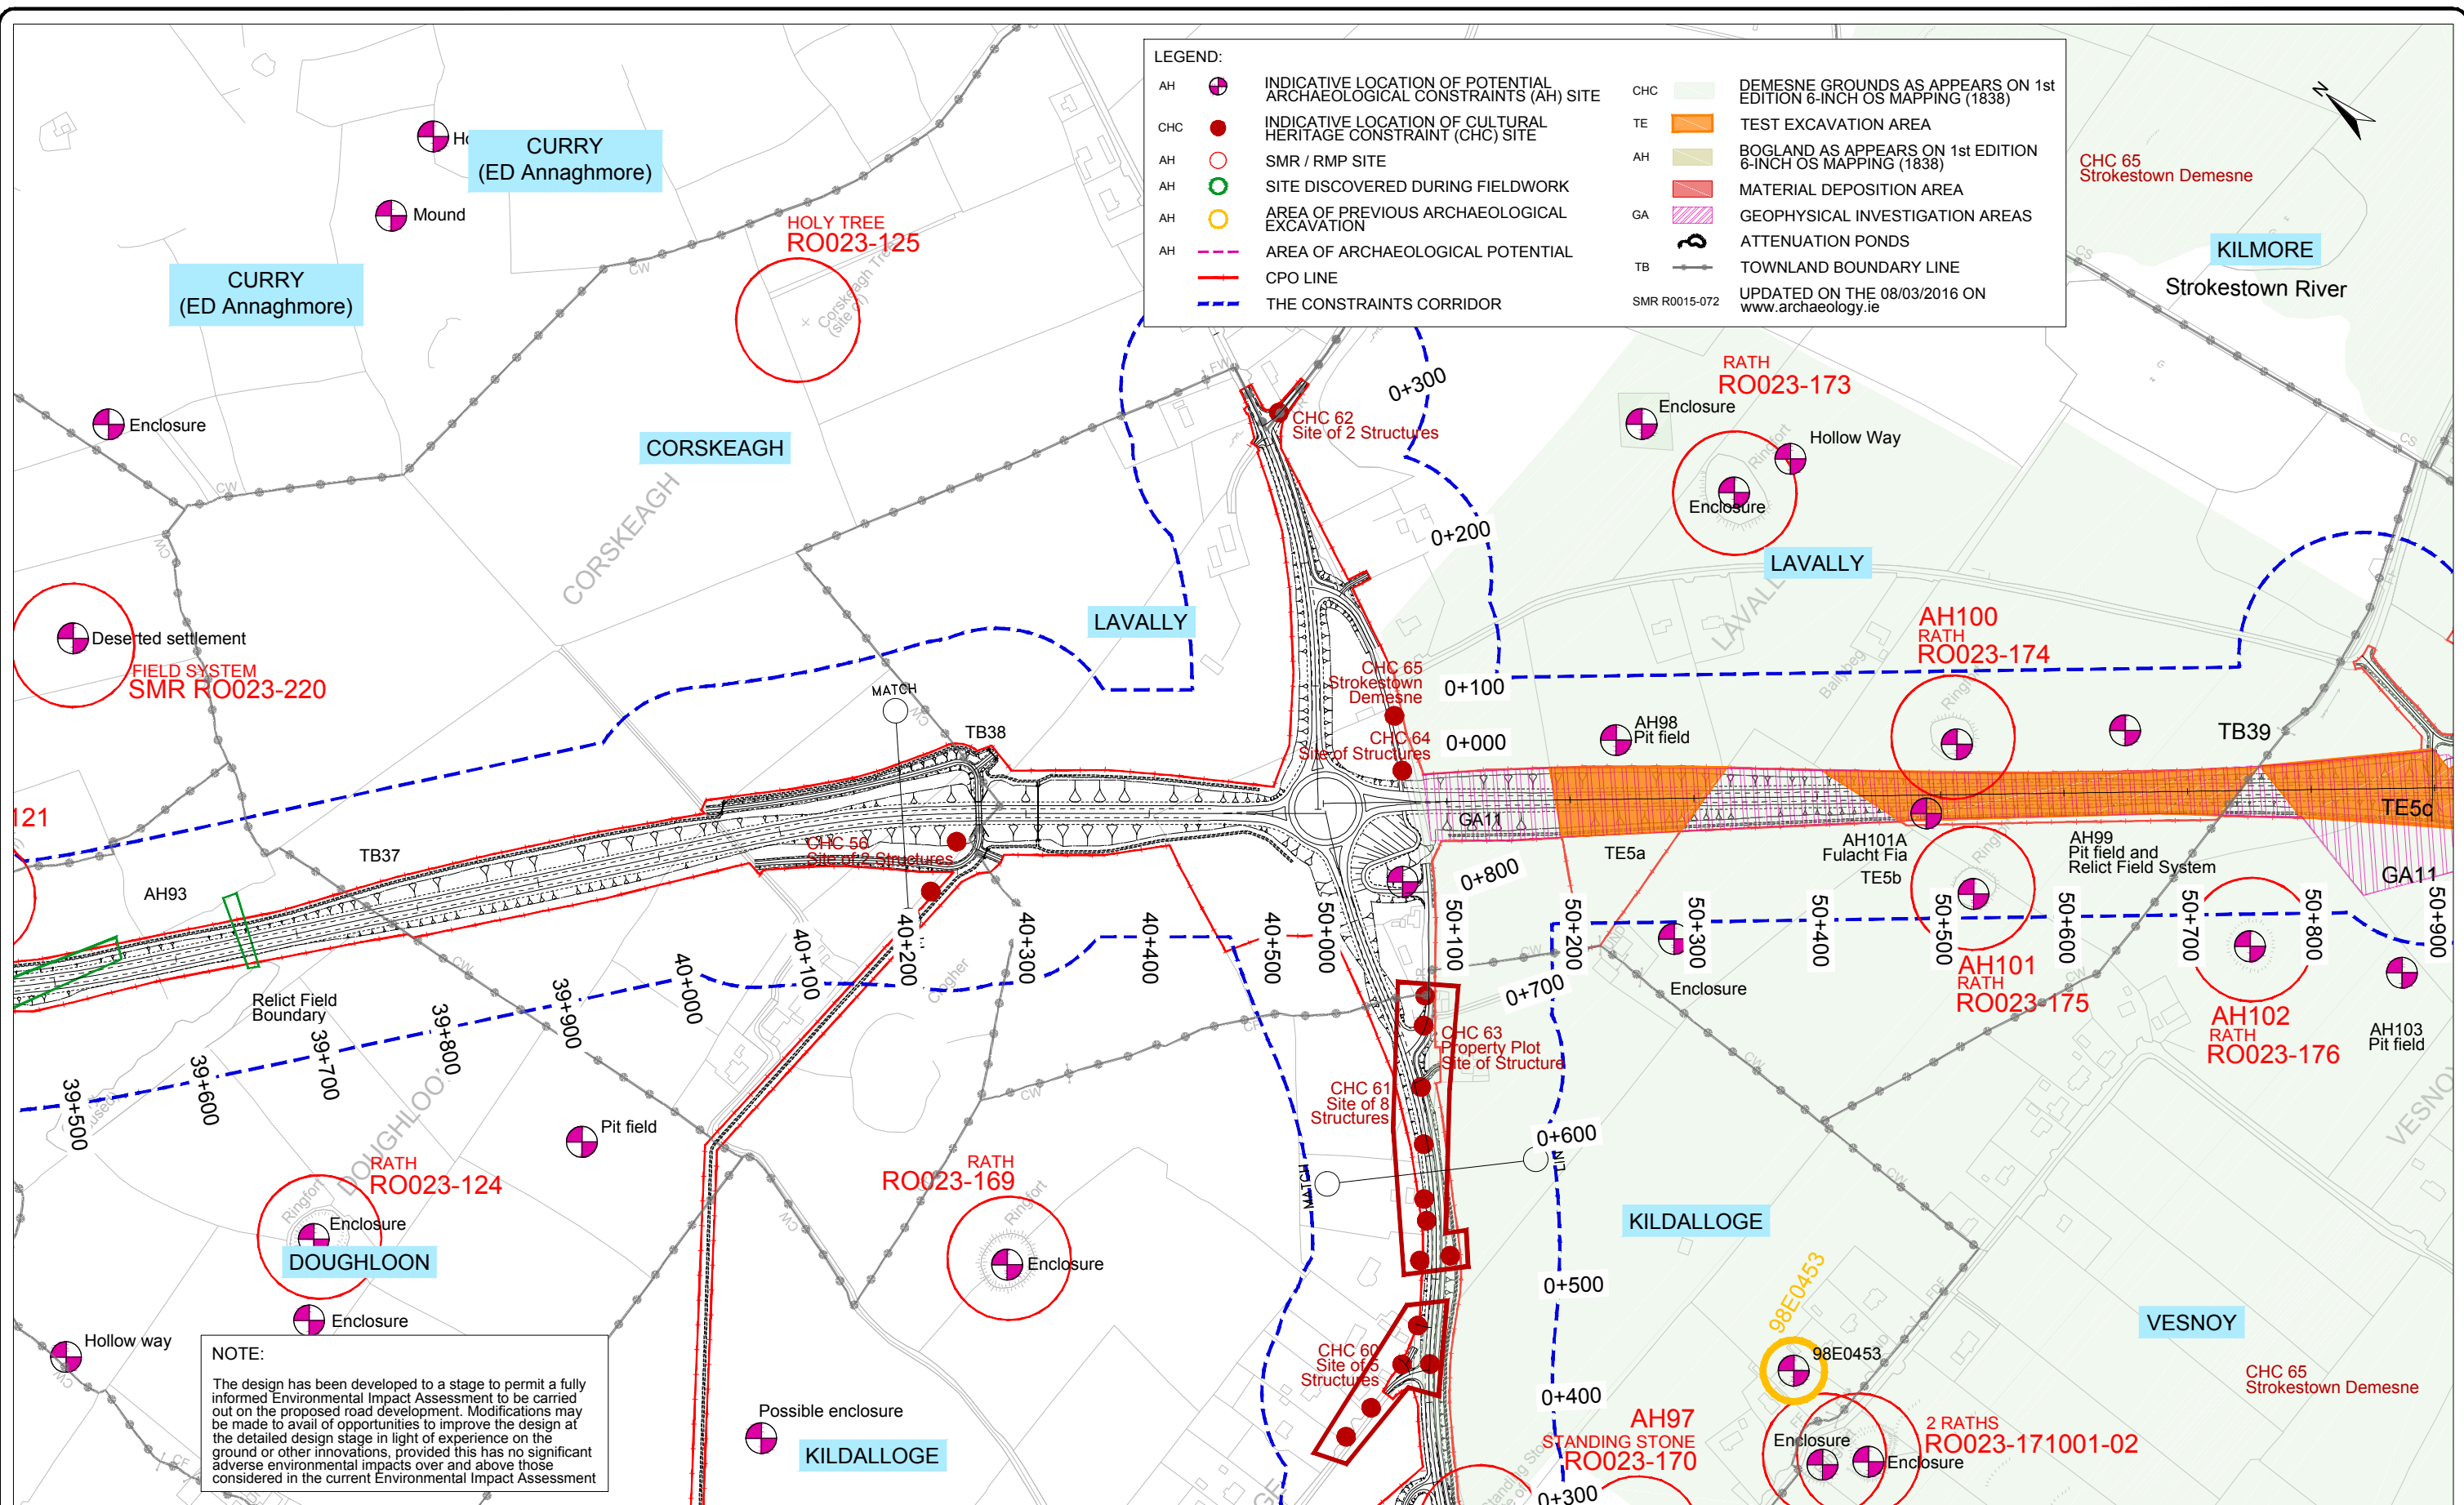 LEGEND:
AH
INDICATIVE LOCATION OF POTENTIAL
ARCHAEOLOGICAL CONSTRAINTS (AH) SITE
CHC
INDICATIVE LOCATION OF CULTURAL
HERITAGE CONSTRAINT (CHC) SITE
AH
SMR / RMP SITE
AH
SITE DISCOVERED DURING FIELDWORK
AH
AREA OF PREVIOUS ARCHAEOLOGICAL
EXCAVATION
AH
AREA OF ARCHAEOLOGICAL POTENTIAL
CPO LINE
THE CONSTRAINTS CORRIDOR
CHC
DEMESNE GROUNDS AS APPEARS ON 1st
EDITION 6-INCH OS MAPPING (1838)
TE
TEST EXCAVATION AREA
AH
BOGLAND AS APPEARS ON 1st EDITION
6-INCH OS MAPPING (1838)
MATERIAL DEPOSITION AREA
GA
GEOPHYSICAL INVESTIGATION AREAS
ATTENUATION PONDS
TB
TOWNLAND BOUNDARY LINE
SMR R0015-072
UPDATED ON THE 08/03/2016 ON
www.archaeology.ie
N
CHC 65
Strokestown Demesne
KILMORE
Strokestown River
CURRY
(ED Annaghmore)
Mound
CURRY
(ED Annaghmore)
HOLY TREE
RO023-125
Corskeagh Tree
(site of)
Enclosure
CORSKEAGH
CORSKEAGH
CHC 62
Site of 2 Structures
0+300
RATH
RO023-173
Enclosure
Hollow Way
Ringfort
Enclosure
0+200
LAVALLY
LAVALLY
LAVALLY
Deserted settlement
FIELD SYSTEM
SMR RO023-220
MATCH
TB38
CHC 65
Strokestown
Demesne
0+100
CHC 64
Site of Structures
0+000
AH98
Pit field
AH100
RATH
RO023-174
Ballybeg
Ringfort
TB39
121
TB37
AH93
CHC 56
Site of 2 Structures
GA11
TE5a
AH101A
Fulacht Fia
TE5b
AH99
Pit field and
Relict Field System
TE5c
GA11
0+800
Relict Field
Boundary
39+500
39+600
39+700
39+800
39+900
40+000
40+100
40+200
40+300
40+400
40+500
50+000
50+100
50+200
50+300
50+400
50+500
50+600
50+700
50+800
50+900
Clogher
0+700
Enclosure
AH101
RATH
RO023-175
AH102
RATH
RO023-176
AH103
Pit field
CHC 63
Property Plot
Site of Structure
CHC 61
Site of 8
Structures
0+600
MATCH
LIN
DOUGHLOON
Pit field
RATH
RO023-124
Ringfort
Enclosure
DOUGHLOON
Enclosure
Hollow way
RATH
RO023-169
Ringfort
Enclosure
KILDALLOGE
VESNOY
0+500
98E0453
98E0453
VESNOY
CHC 60
Site of 5
Structures
0+400
CHC 65
Strokestown Demesne
AH97
STANDING STONE
RO023-170
2 RATHS
RO023-171001-02
Enclosure
Enclosure
0+300
Possible enclosure
KILDALLOGE
NOTE:
The design has been developed to a stage to permit a fully
informed Environmental Impact Assessment to be carried
out on the proposed road development. Modifications may
be made to avail of opportunities to improve the design at
the detailed design stage in light of experience on the
ground or other innovations, provided this has no significant
adverse environmental impacts over and above those
considered in the current Environmental Impact Assessment